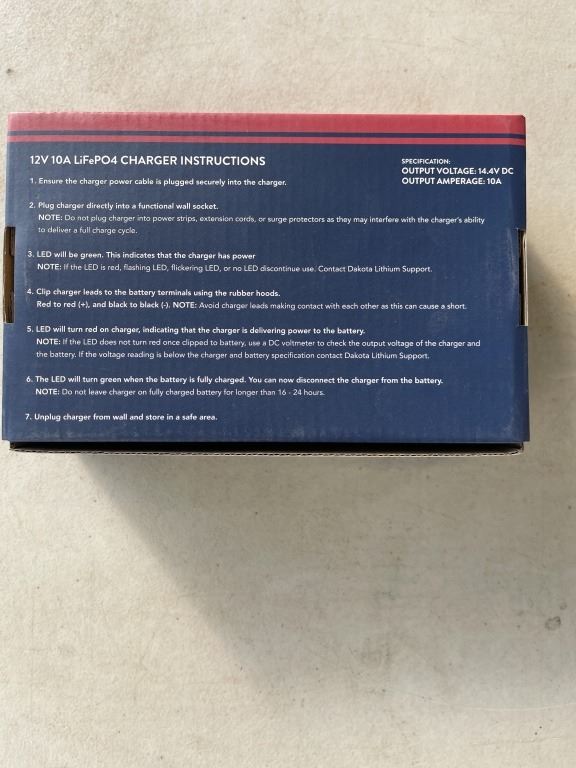 12V 10A LiFePO4 CHARGER INSTRUCTIONS
SPECIFICATION:
OUTPUT VOLTAGE: 14.4V DC
OUTPUT AMPERAGE: 10A
1. Ensure the charger power cable is plugged securely into the charger.
2. Plug charger directly into a functional wall socket.
NOTE: Do not plug charger into power strips, extension cords, or surge protectors as they may interfere with the charger's ability
to deliver a full charge cycle.
3. LED will be green. This indicates that the charger has power
NOTE: If the LED is red, flashing LED, flickering LED, or no LED discontinue use. Contact Dakota Lithium Support.
4. Clip charger leads to the battery terminals using the rubber hoods.
Red to red (+), and black to black (-). NOTE: Avoid charger leads making contact with each other as this can cause a short.
5. LED will turn red on charger, indicating that the charger is delivering power to the battery.
NOTE: If the LED does not turn red once clipped to battery, use a DC voltmeter to check the output voltage of the charger and
the battery. If the voltage reading is below the charger and battery specification contact Dakota Lithium Support.
6. The LED will turn green when the battery is fully charged. You can now disconnect the charger from the battery.
NOTE: Do not leave charger on fully charged battery for longer than 16 - 24 hours.
7. Unplug charger from wall and store in a safe area.